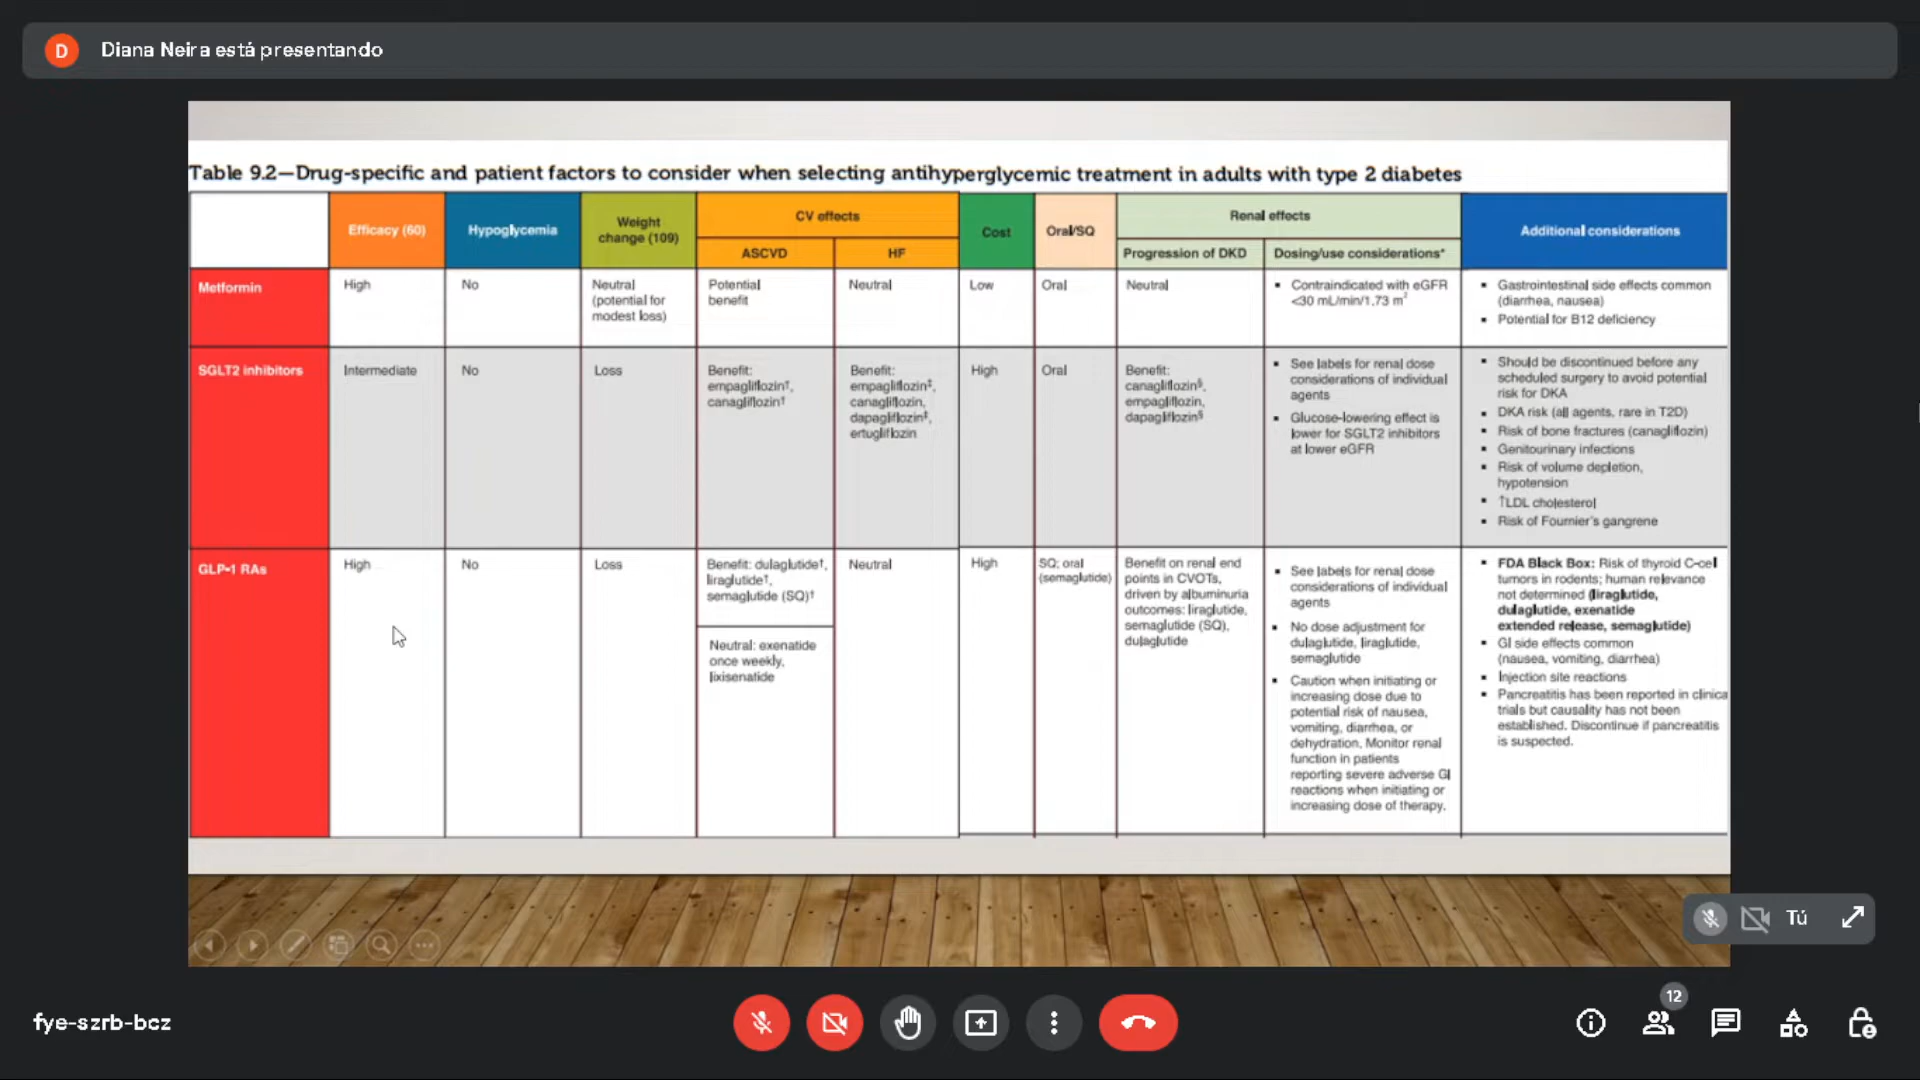 D
Diana Neira está presentando
Table 9.2—Drug-specific and patient factors to consider when selecting antihyperglycemic treatment in adults with type 2 diabetes
Efficacy (60)
Hypoglycemia
Weight
change (109)
CV effects
ASCVD
HF
Cost
Oral/SQ
Renal effects
Progression of DKD
Dosing/use considerations*
Additional considerations
Metformin
High
No
Neutral
(potential for
modest loss)
Potential
benefit
Neutral
Low
Oral
Neutral
▪ Contraindicated with eGFR
<30 mL/min/1.73 m²
▪ Gastrointestinal side effects common
(diarrhea, nausea)
▪ Potential for B12 deficiency
SGLT2 inhibitors
Intermediate
No
Loss
Benefit:
empagliflozin†,
canagliflozin†
Benefit:
empagliflozin‡,
canagliflozin,
dapagliflozin‡,
ertugliflozin
High
Oral
Benefit:
canagliflozin§,
empagliflozin,
dapagliflozin§
▪ See labels for renal dose
considerations of individual
agents
▪ Glucose-lowering effect is
lower for SGLT2 inhibitors
at lower eGFR
▪ Should be discontinued before any
scheduled surgery to avoid potential
risk for DKA
▪ DKA risk (all agents, rare in T2D)
▪ Risk of bone fractures (canagliflozin)
▪ Genitourinary infections
▪ Risk of volume depletion,
hypotension
▪ ↑LDL cholesterol
▪ Risk of Fournier's gangrene
GLP-1 RAs
High
No
Loss
Benefit: dulaglutide†,
liraglutide†,
semaglutide (SQ)†
Neutral: exenatide
once weekly,
lixisenatide
Neutral
High
SQ; oral
(semaglutide)
Benefit on renal end
points in CVOTs,
driven by albuminuria
outcomes: liraglutide,
semaglutide (SQ),
dulaglutide
▪ See labels for renal dose
considerations of individual
agents
▪ No dose adjustment for
dulaglutide, liraglutide,
semaglutide
▪ Caution when initiating or
increasing dose due to
potential risk of nausea,
vomiting, diarrhea, or
dehydration. Monitor renal
function in patients
reporting severe adverse GI
reactions when initiating or
increasing dose of therapy.
▪ FDA Black Box: Risk of thyroid C-cel
tumors in rodents; human relevance
not determined (liraglutide,
dulaglutide, exenatide
extended release, semaglutide)
▪ GI side effects common
(nausea, vomiting, diarrhea)
▪ Injection site reactions
▪ Pancreatitis has been reported in clinica
trials but causality has not been
established. Discontinue if pancreatitis
is suspected.
Tú
fye-szrb-bcz
12